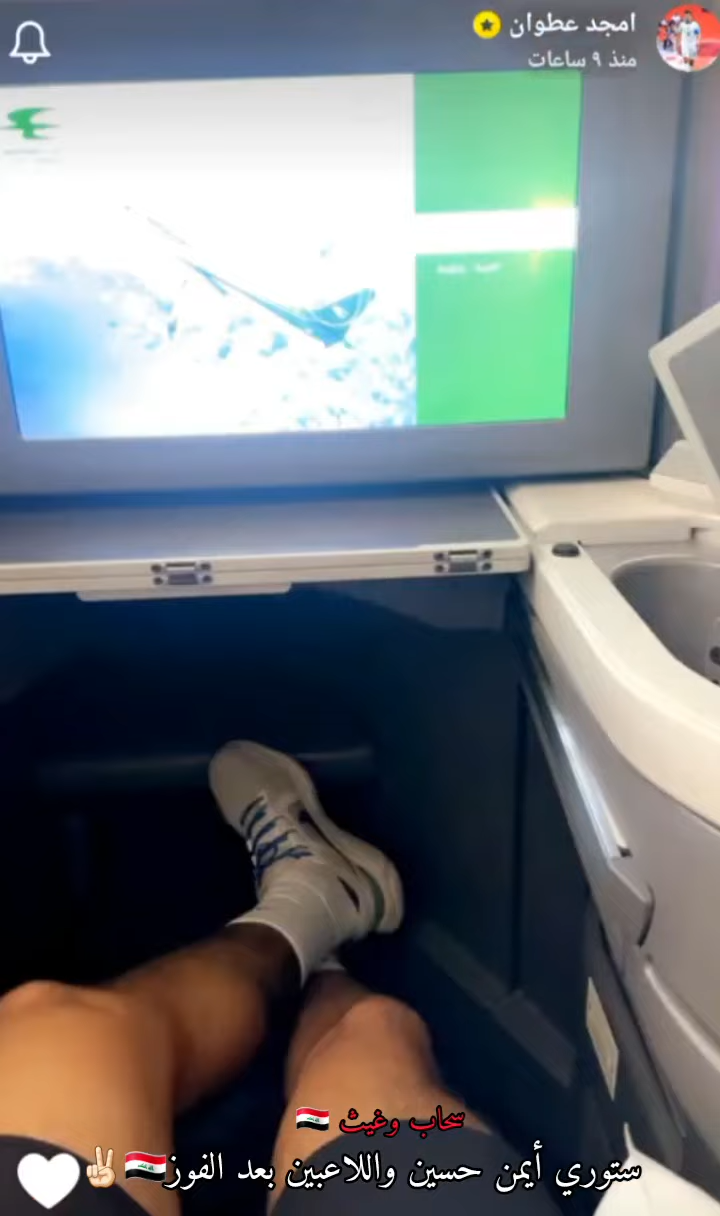 امجد عطوان
منذ ٩ ساعات
سحاب وغيث 🇮🇶
ستوري أيمن حسين واللاعبين بعد الفوز🇮🇶✌🏻🤍